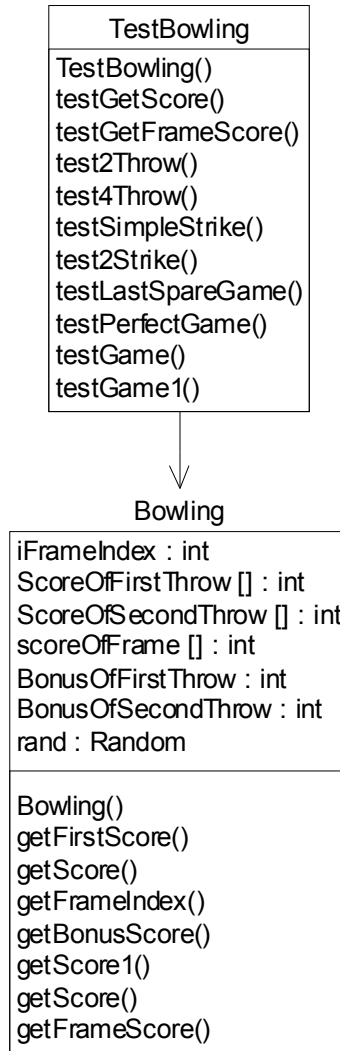 TestBowling
TestBowling()
testGetScore()
testGetFrameScore()
test2Throw()
test4Throw()
testSimpleStrike()
test2Strike()
testLastSpareGame()
testPerfectGame()
testGame()
testGame1()
Bowling
iFrameIndex : int
ScoreOfFirstThrow [] : int
ScoreOfSecondThrow [] : int
scoreOfFrame [] : int
BonusOfFirstThrow : int
BonusOfSecondThrow : int
rand : Random
Bowling()
getFirstScore()
getScore()
getFrameIndex()
getBonusScore()
getScore1()
getScore()
getFrameScore()